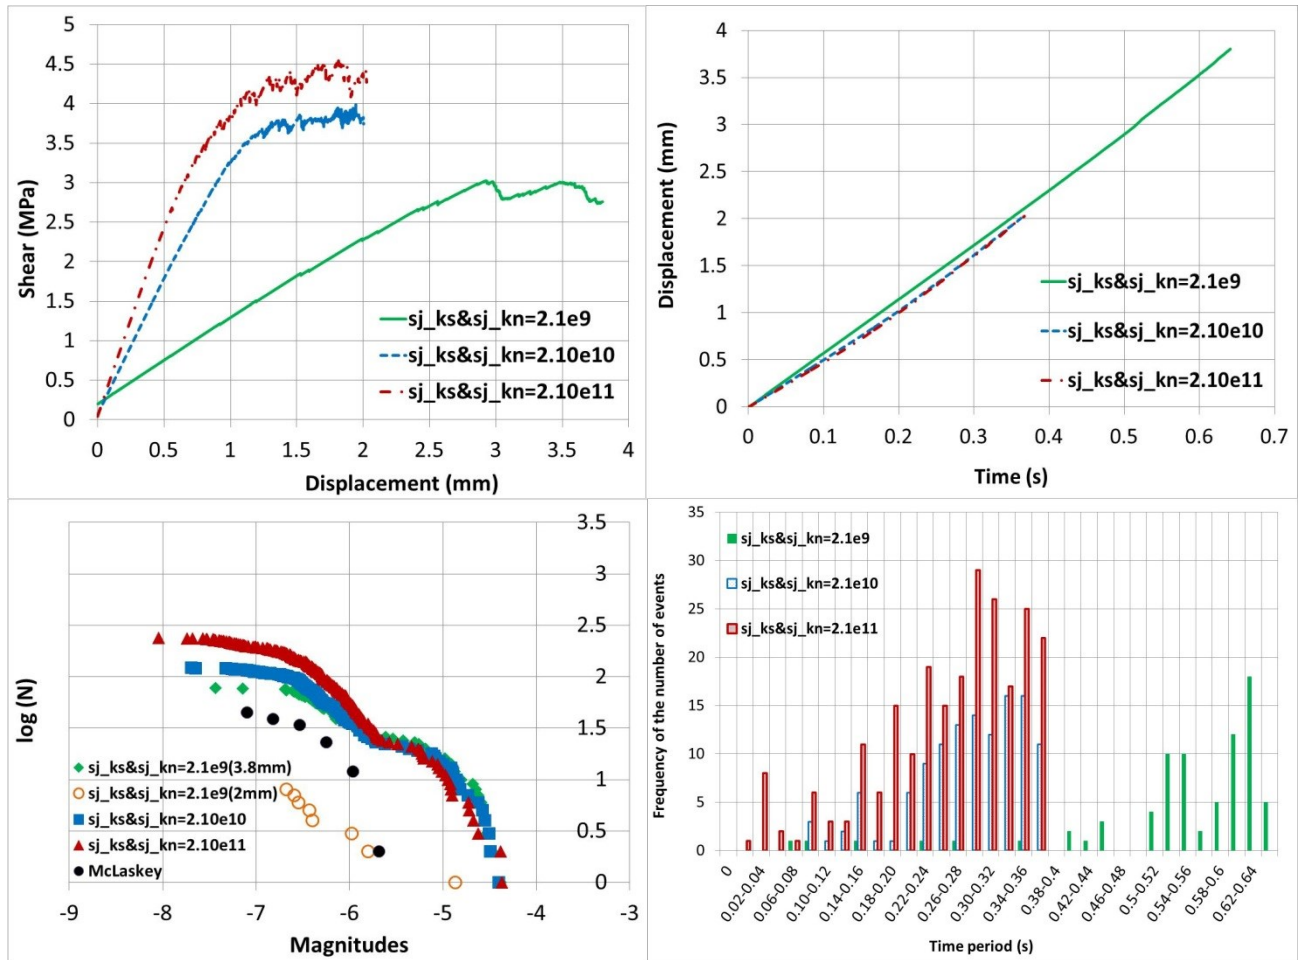 5
4.5
4
3.5
3
2.5
2
1.5
1
0.5
0
Shear (MPa)
sj_ks&sj_kn=2.1e9
sj_ks&sj_kn=2.10e10
sj_ks&sj_kn=2.10e11
0 0.5 1 1.5 2 2.5 3 3.5 4
Displacement (mm)
4
3.5
3
2.5
2
1.5
1
0.5
0
Displacement (mm)
sj_ks&sj_kn=2.1e9
sj_ks&sj_kn=2.10e10
sj_ks&sj_kn=2.10e11
0 0.1 0.2 0.3 0.4 0.5 0.6 0.7
Time (s)
3.5
3
2.5
2
1.5
1
0.5
0
log (N)
sj_ks&sj_kn=2.1e9(3.8mm)
sj_ks&sj_kn=2.1e9(2mm)
sj_ks&sj_kn=2.10e10
sj_ks&sj_kn=2.10e11
McLaskey
-9 -8 -7 -6 -5 -4 -3
Magnitudes
35
30
25
20
15
10
5
0
Frequency of the number of events
sj_ks&sj_kn=2.1e9
sj_ks&sj_kn=2.1e10
sj_ks&sj_kn=2.1e11
0
0.02-0.04
0.06-0.08
0.10-0.12
0.14-0.16
0.18-0.20
0.22-0.24
0.26-0.28
0.30-0.32
0.34-0.36
0.38-0.4
0.42-0.44
0.46-0.48
0.5-0.52
0.54-0.56
0.58-0.6
0.62-0.64
Time period (s)